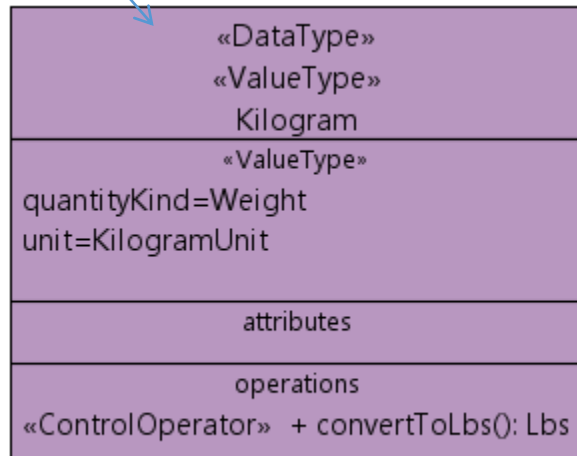 «DataType»
«ValueType»
Kilogram
«ValueType»
quantityKind=Weight
unit=KilogramUnit
attributes
operations
«ControlOperator» + convertToLbs(): Lbs